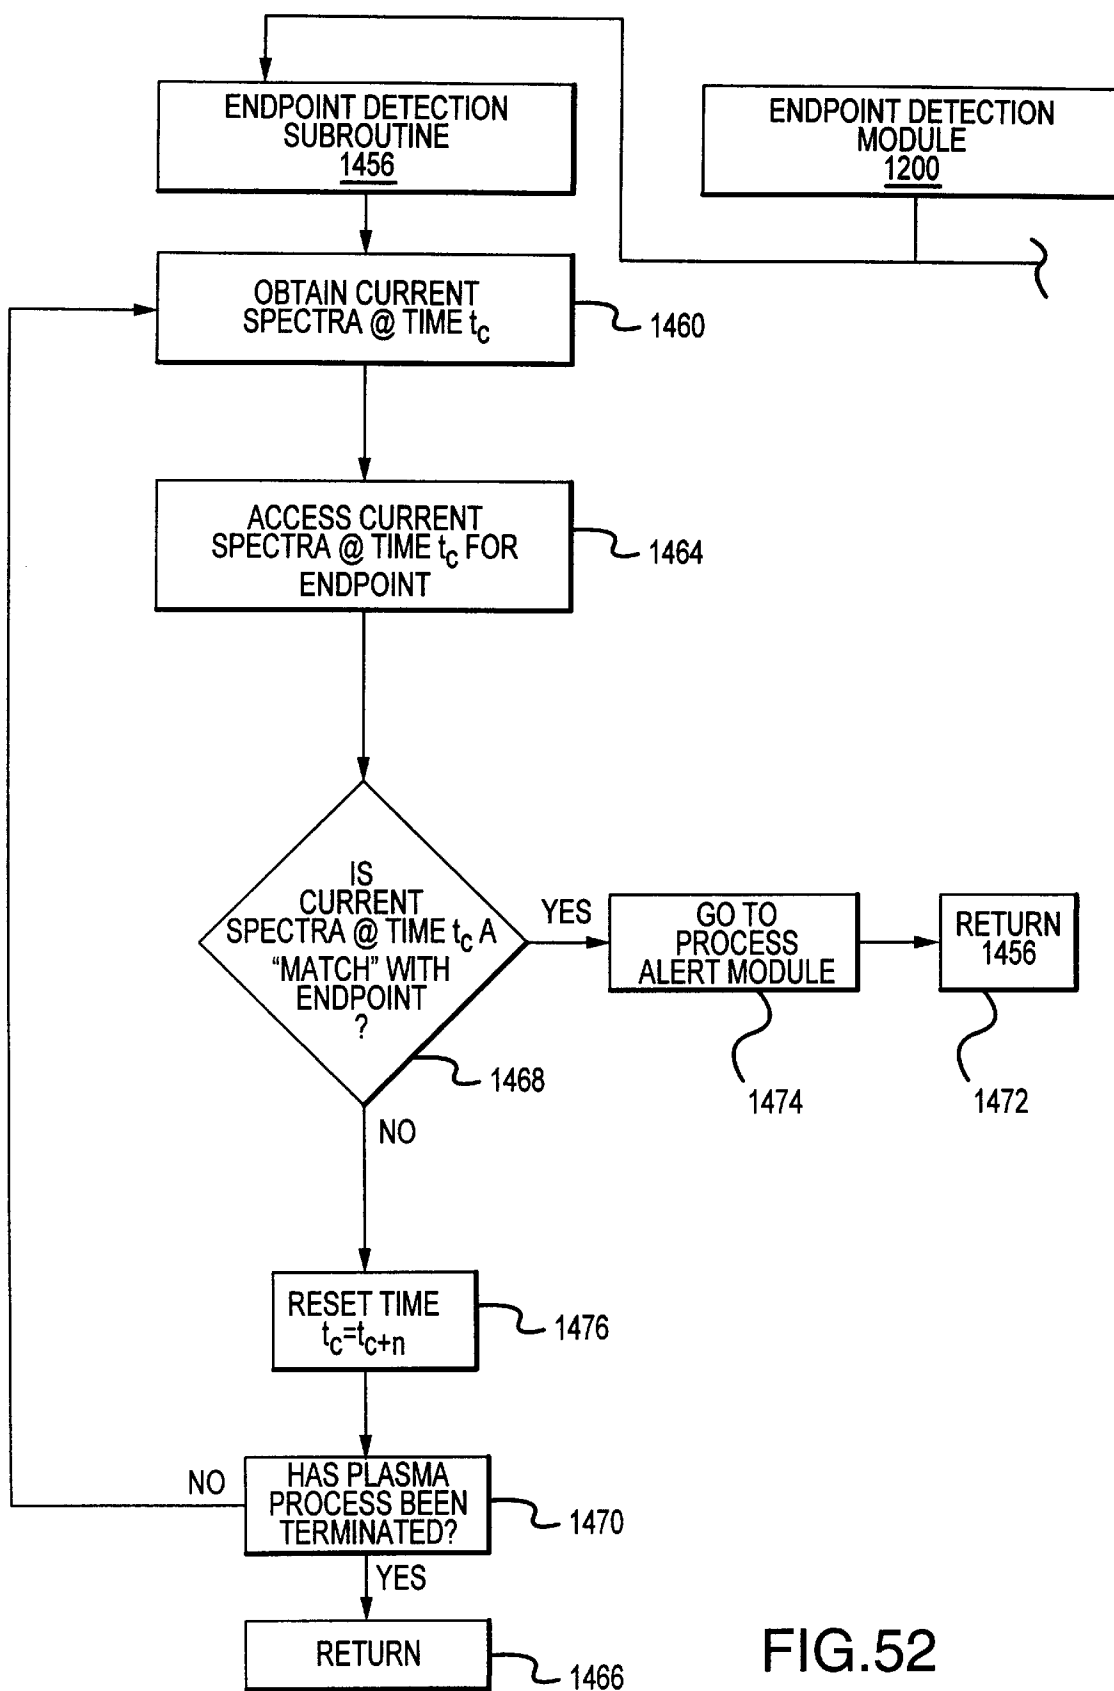 ENDPOINT DETECTION
SUBROUTINE
1456
ENDPOINT DETECTION
MODULE
1200
OBTAIN CURRENT
SPECTRA @ TIME tc
1460
ACCESS CURRENT
SPECTRA @ TIME tc FOR
ENDPOINT
1464
IS
CURRENT
SPECTRA @ TIME tc A
“MATCH” WITH
ENDPOINT
?
1468
YES
GO TO
PROCESS
ALERT MODULE
1474
RETURN
1456
1472
NO
RESET TIME
tc=tc+n
1476
NO
HAS PLASMA
PROCESS BEEN
TERMINATED?
1470
YES
RETURN
1466
FIG.52